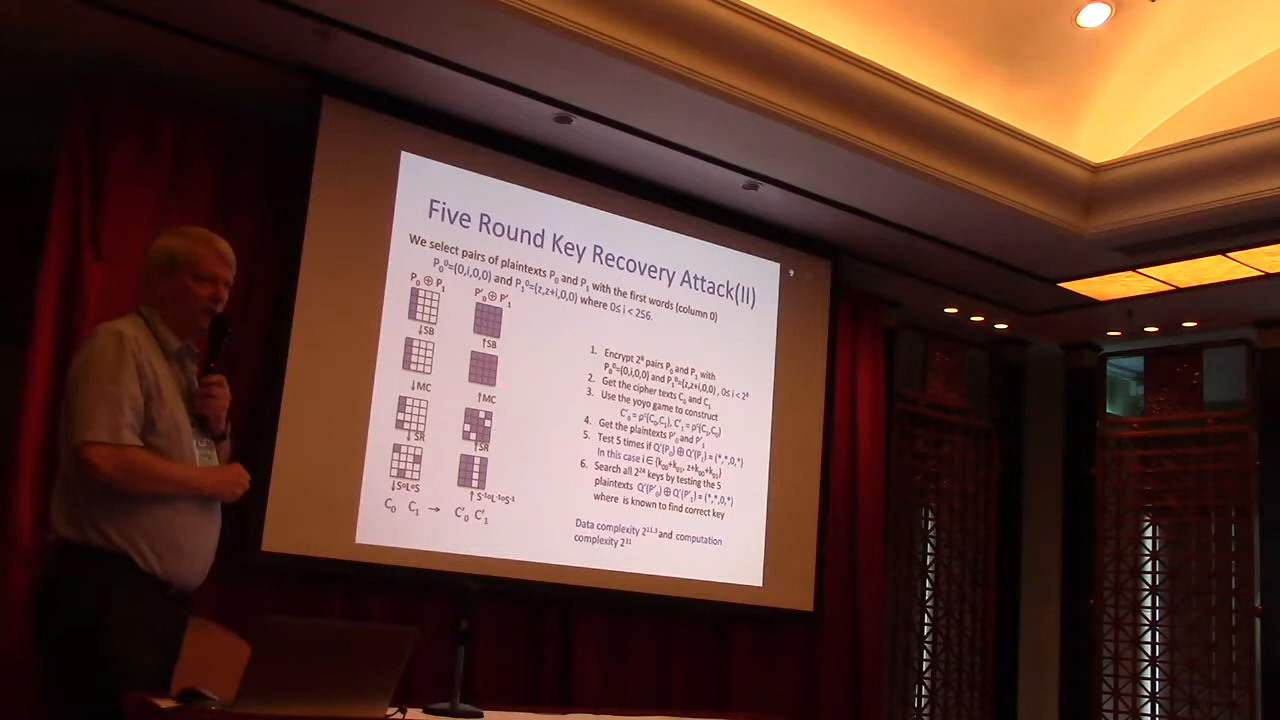 Five Round Key Recovery Attack(II)
We select pairs of plaintexts P₀ and P₁ with the first words (column 0)
P₀⁰=(0,i,0,0) and P₁⁰=(z,z+i,0,0) where 0≤ i < 256.
P₀ ⊕ P₁
P'₀ ⊕ P'₁
↓SB
↑SB
↓MC
↑MC
↓SR
↑SR
↓S∘L∘S
↑S⁻¹∘L⁻¹∘S⁻¹
C₀ C₁ → C'₀ C'₁
1. Encrypt 2⁸ pairs P₀ and P₁ with
P₀⁰=(0,i,0,0) and P₁⁰=(z,z+i,0,0) , 0≤ i < 2⁸
2. Get the cipher texts C₀ and C₁
3. Use the yoyo game to construct
C'₀ = ρᶜ(C₀,C₁), C'₁ = ρᶜ(C₁,C₀)
4. Get the plaintexts P'₀ and P'₁
5. Test 5 times if Q'(P₀) ⊕ Q'(P₁) = (*,*,0,*)
In this case i ∈ {k₀₀+k₀₁, z+k₀₀+k₀₁}
6. Search all 2²⁴ keys by testing the 5
plaintexts Q'(P'₀) ⊕ Q'(P'₁) = (*,*,0,*)
where is known to find correct key
Data complexity 2¹¹·³ and computation
complexity 2³¹